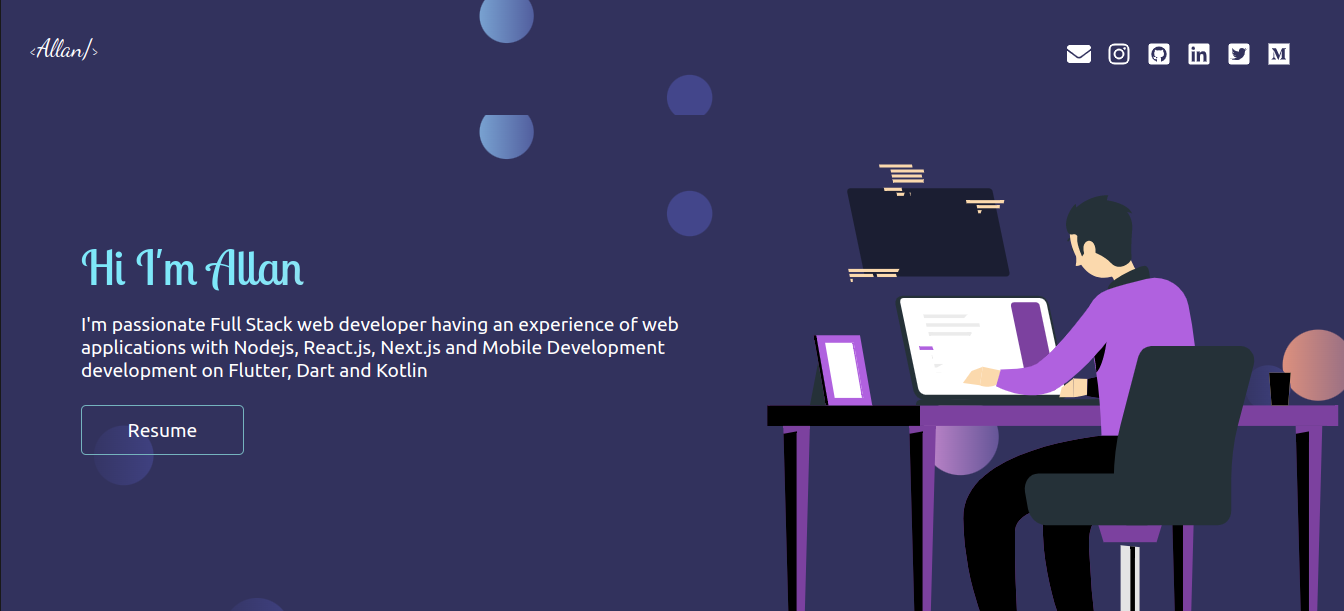 <Allan/>
Hi I'm Allan
I'm passionate Full Stack web developer having an experience of web
applications with Nodejs, React.js, Next.js and Mobile Development
development on Flutter, Dart and Kotlin
Resume